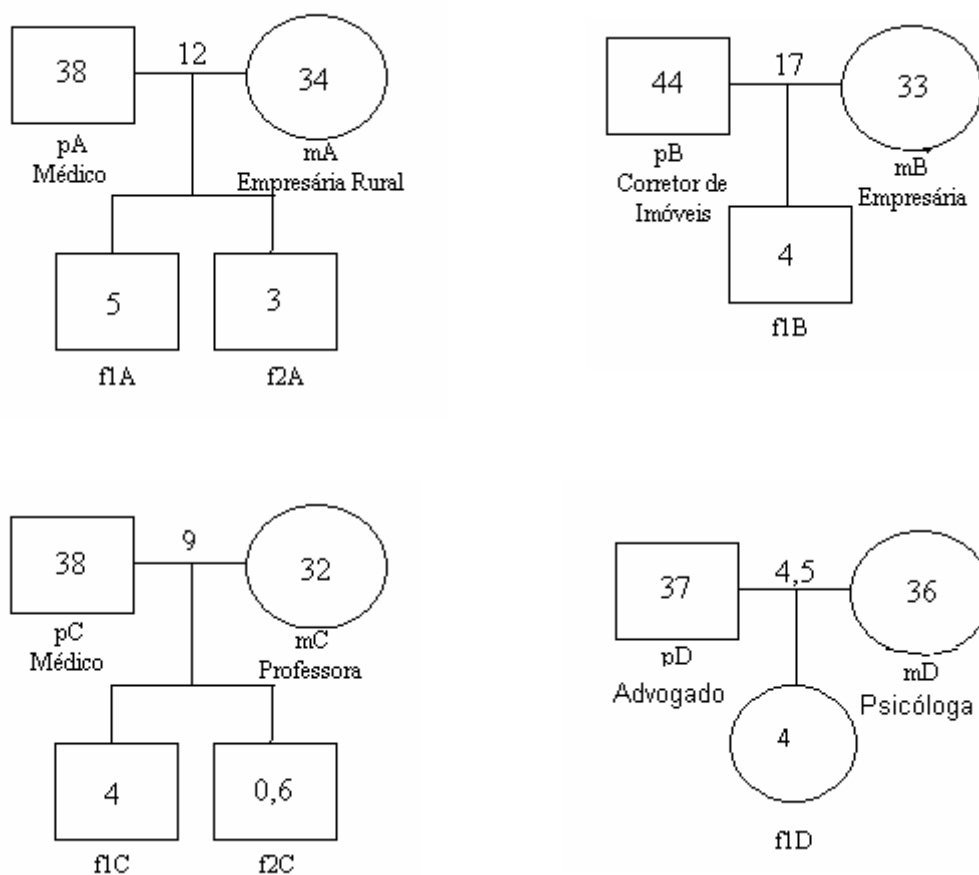 38
12
34
pA
Médico
mA
Empresária Rural
5
3
f1A
f2A
44
17
33
pB
Corretor de
Imóveis
mB
Empresária
4
f1B
38
9
32
pC
Médico
mC
Professora
4
0,6
f1C
f2C
37
4,5
36
pD
Advogado
mD
Psicóloga
4
f1D